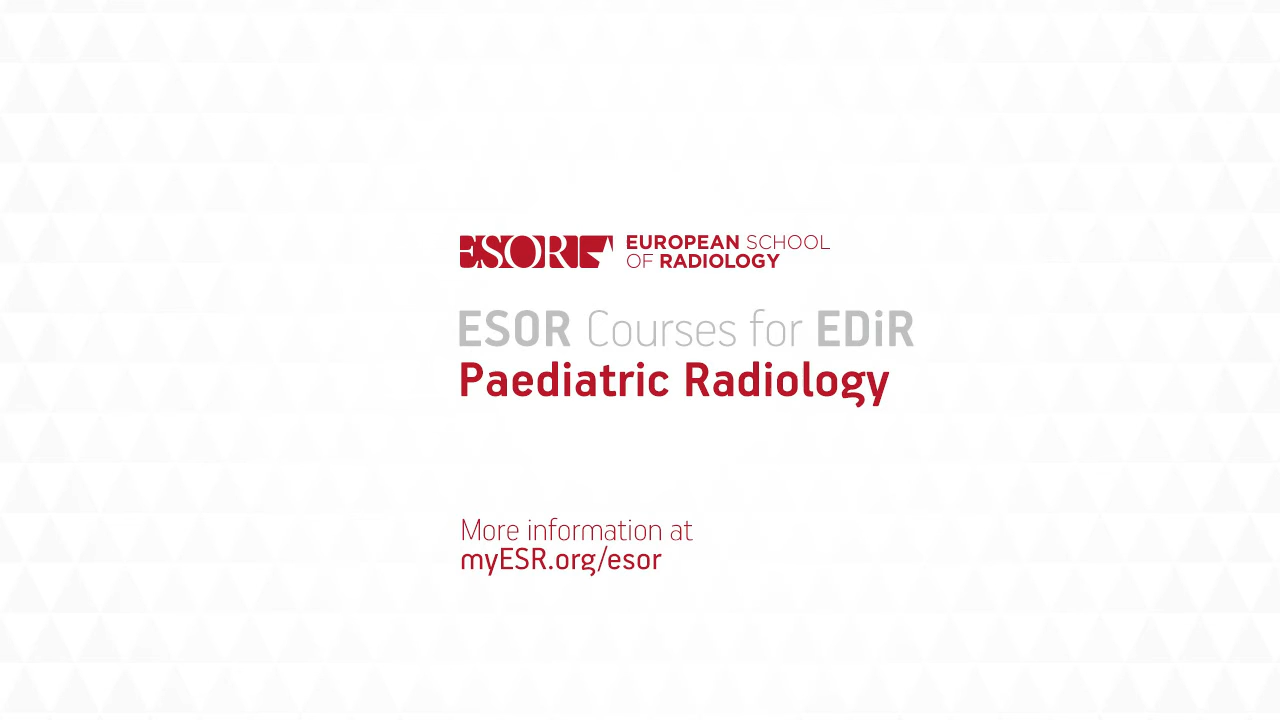 ESOR EUROPEAN SCHOOL
OF RADIOLOGY
ESOR Courses for EDiR
Paediatric Radiology
More information at
myESR.org/esor